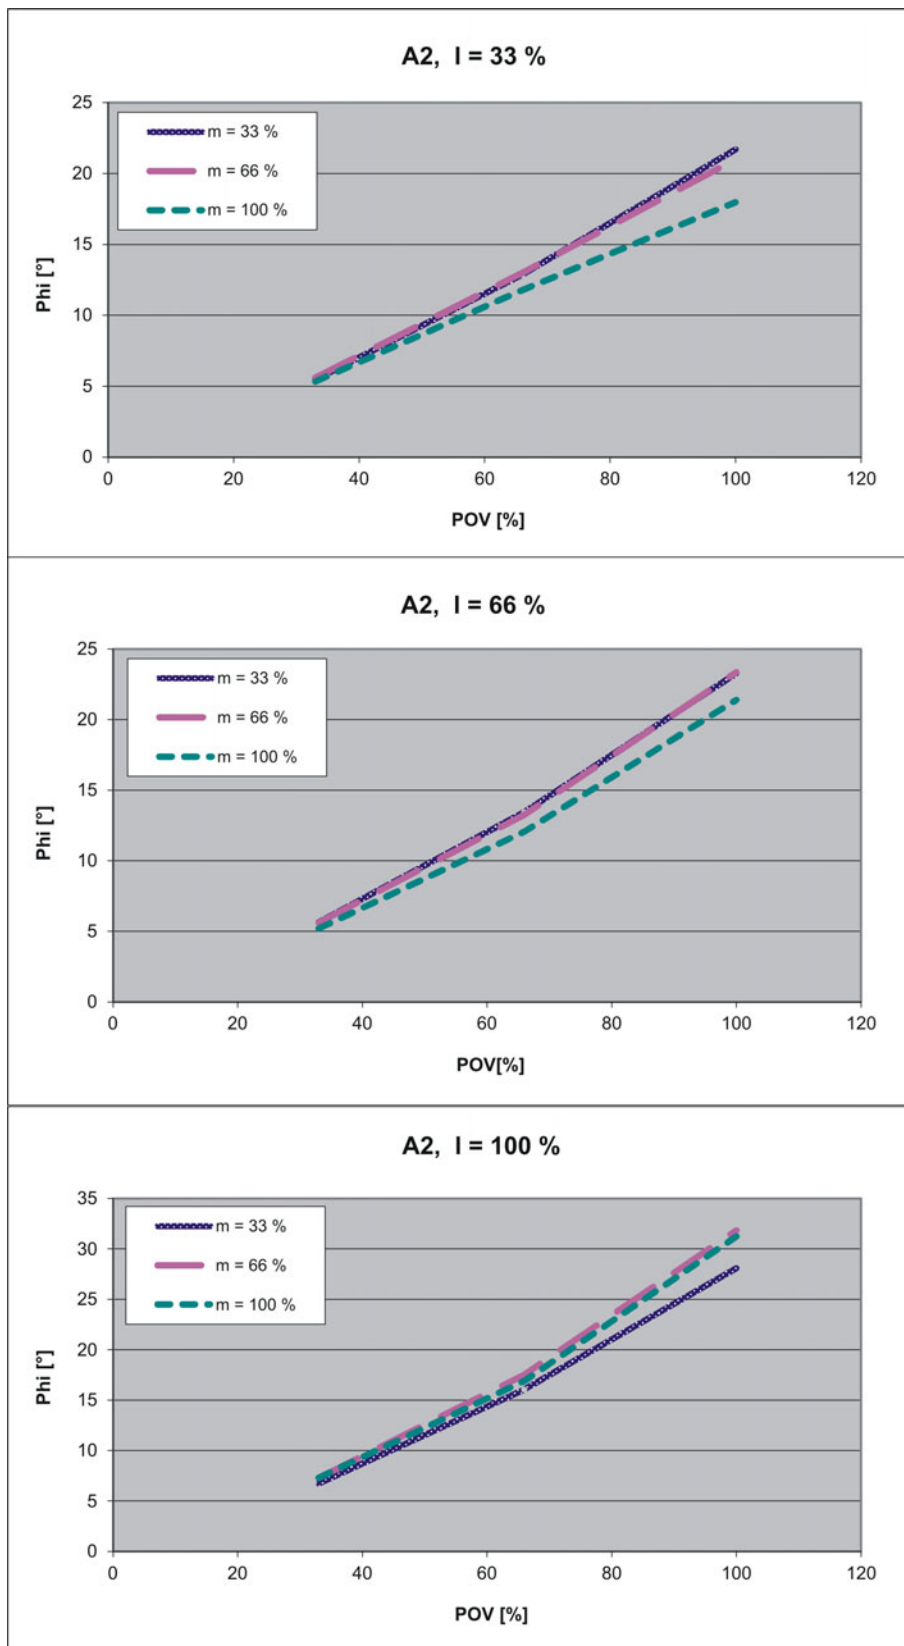 A2, I = 33 %
25
20
15
10
5
0
m = 33 %
m = 66 %
m = 100 %
Phi [°]
0 20 40 60 80 100 120
POV [%]
A2, I = 66 %
25
20
15
10
5
0
m = 33 %
m = 66 %
m = 100 %
Phi [°]
0 20 40 60 80 100 120
POV[%]
A2, I = 100 %
35
30
25
20
15
10
5
0
m = 33 %
m = 66 %
m = 100 %
Phi [°]
0 20 40 60 80 100 120
POV [%]